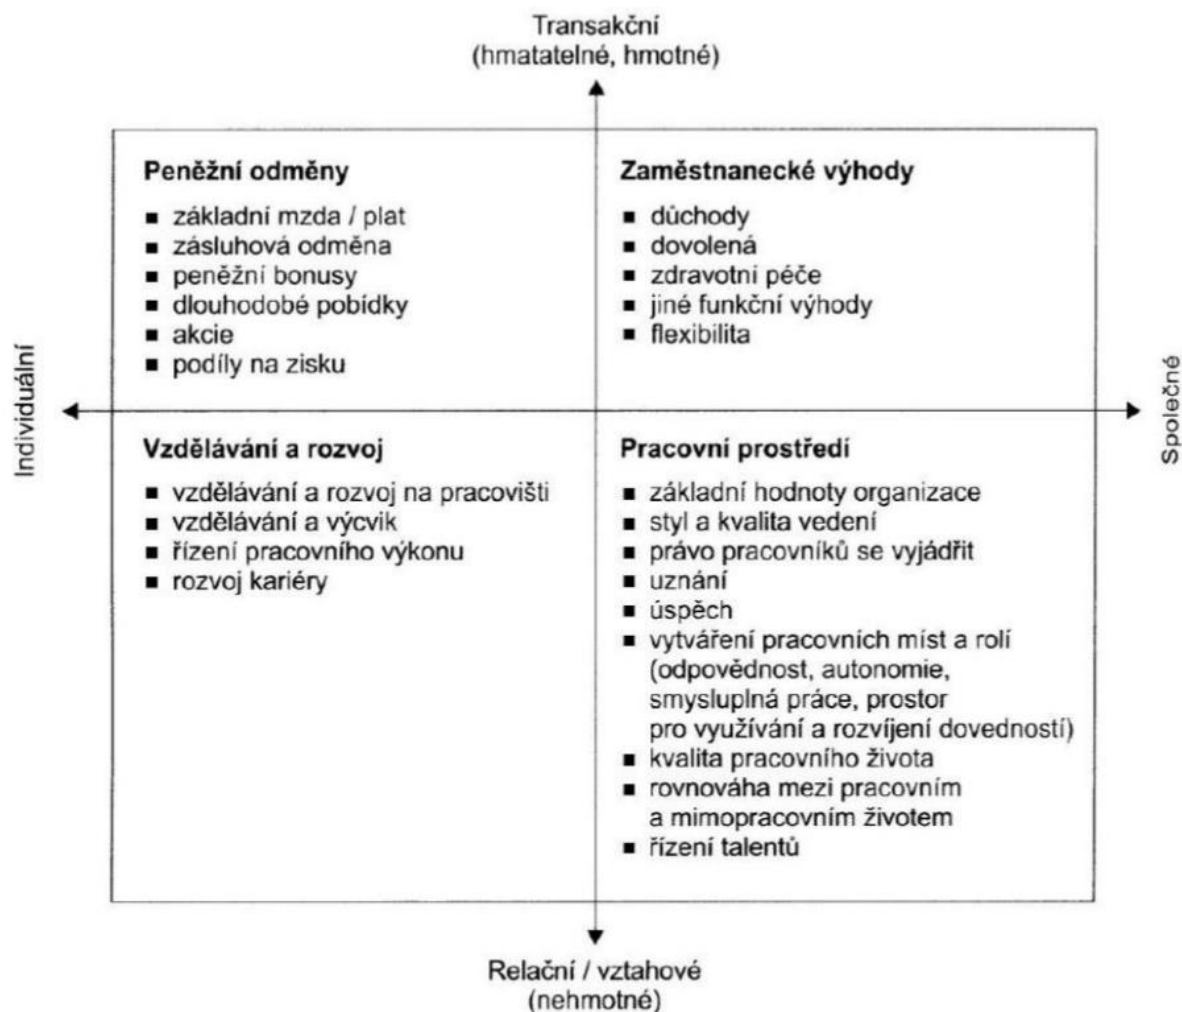 Transakční
(hmatatelné, hmotné)
Peněžní odměny
■ základní mzda / plat
■ zásluhová odměna
■ peněžní bonusy
■ dlouhodobé pobídky
■ akcie
■ podíly na zisku
Zaměstnanecké výhody
■ důchody
■ dovolená
■ zdravotní péče
■ jiné funkční výhody
■ flexibilita
Individuální
Společné
Vzdělávání a rozvoj
■ vzdělávání a rozvoj na pracovišti
■ vzdělávání a výcvik
■ řízení pracovního výkonu
■ rozvoj kariéry
Pracovní prostředí
■ základní hodnoty organizace
■ styl a kvalita vedení
■ právo pracovníků se vyjádřit
■ uznání
■ úspěch
■ vytváření pracovních míst a rolí
(odpovědnost, autonomie,
smysluplná práce, prostor
pro využívání a rozvíjení dovedností)
■ kvalita pracovního života
■ rovnováha mezi pracovním
a mimopracovním životem
■ řízení talentů
Relační / vztahové
(nehmotné)